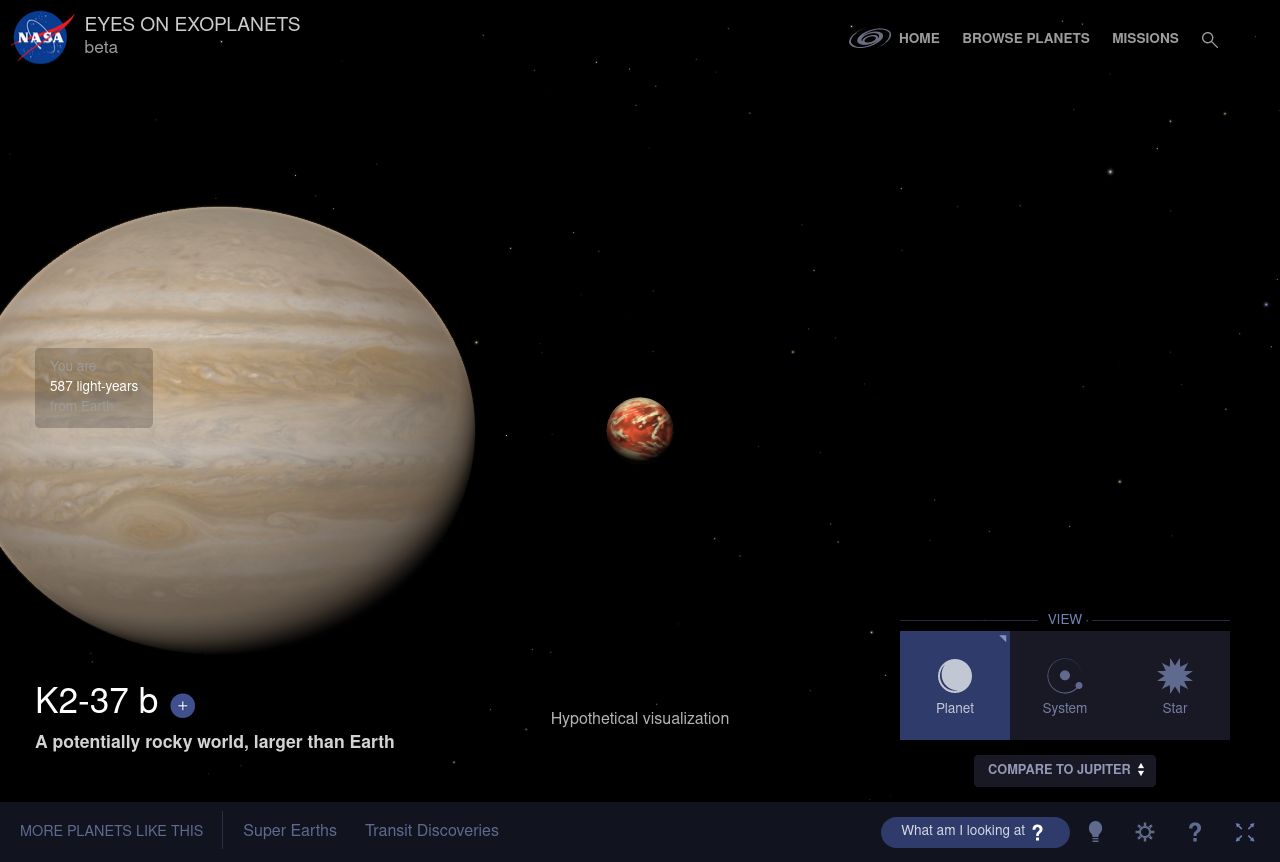 NASA
EYES ON EXOPLANETS
beta
HOME
BROWSE PLANETS
MISSIONS
You are
587 light-years
from Earth
K2-37 b
+
A potentially rocky world, larger than Earth
Hypothetical visualization
VIEW
Planet
System
Star
COMPARE TO JUPITER
MORE PLANETS LIKE THIS
Super Earths
Transit Discoveries
What am I looking at ?
?